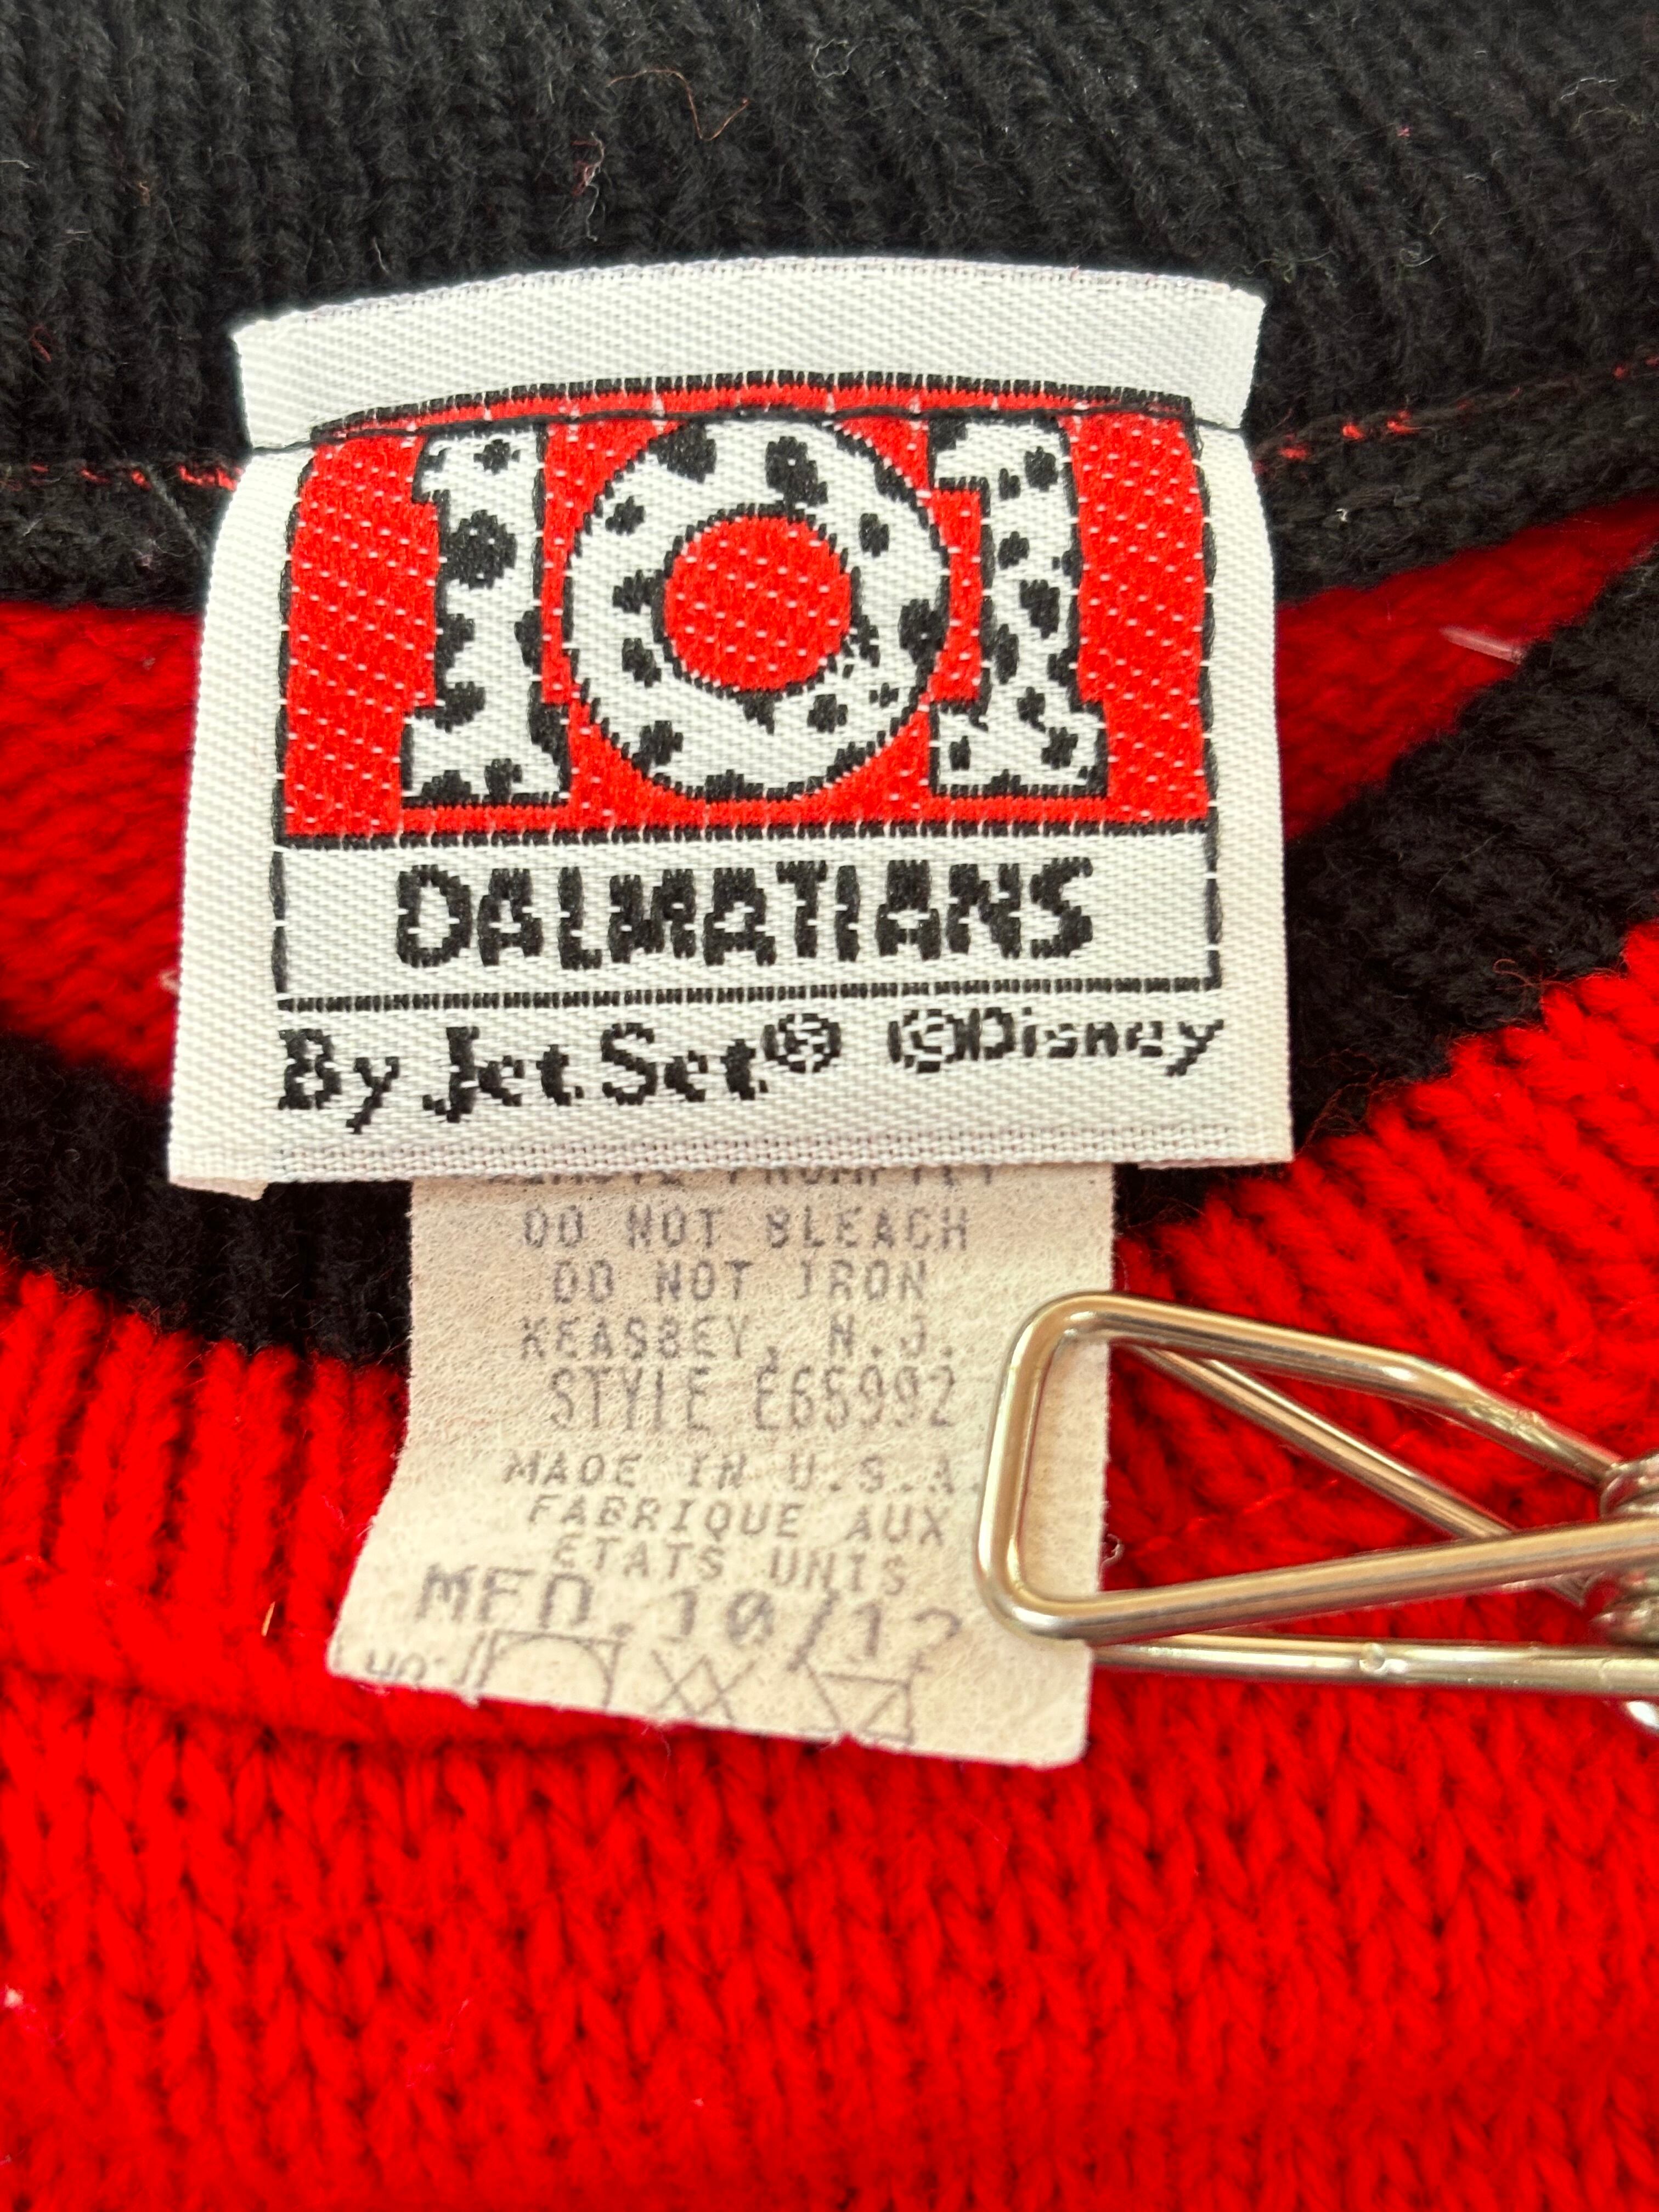 101
DALMATIANS
By Jet Set® ©Disney
PROMPTLY
DO NOT BLEACH
DO NOT IRON
KEASBEY, N.J.
STYLE E65992
MADE IN U.S.A.
FABRIQUE AUX
ETATS UNIS
MED. 10/12